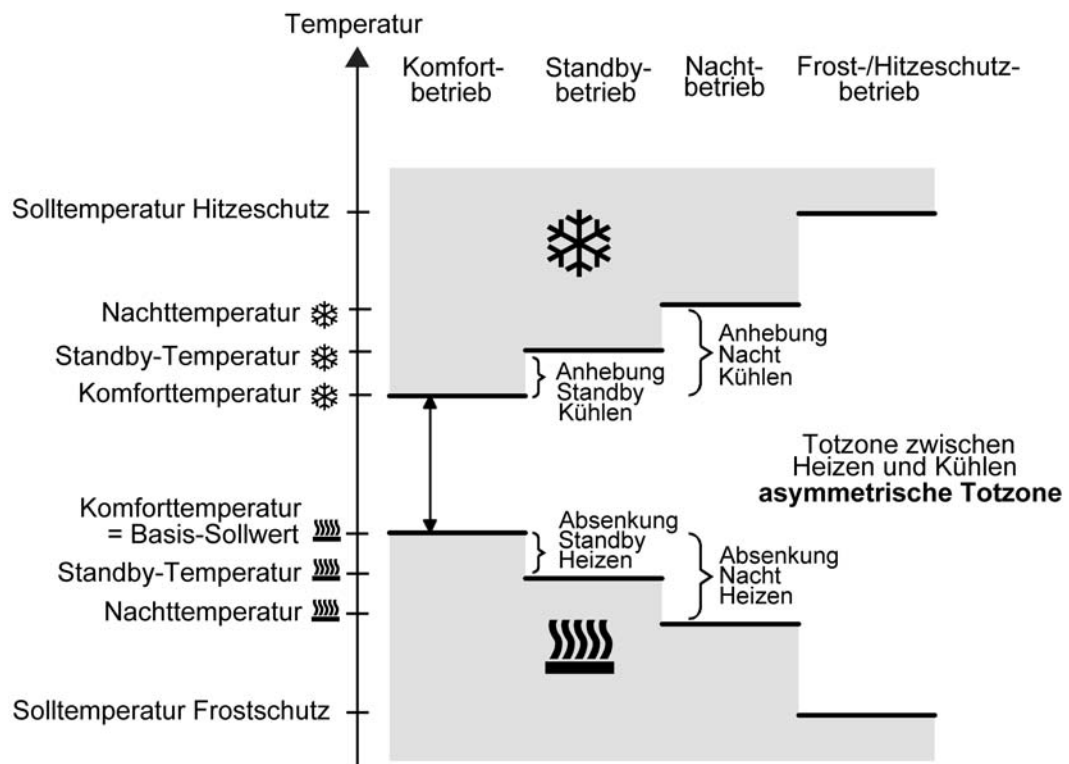 Temperatur
Komfort-
betrieb
Standby-
betrieb
Nacht-
betrieb
Frost-/Hitzeschutz-
betrieb
Solltemperatur Hitzeschutz
Nachttemperatur
Standby-Temperatur
Komforttemperatur
Anhebung
Standby
Kühlen
Anhebung
Nacht
Kühlen
Totzone zwischen
Heizen und Kühlen
asymmetrische Totzone
Komforttemperatur
= Basis-Sollwert
Standby-Temperatur
Nachttemperatur
Absenkung
Standby
Heizen
Absenkung
Nacht
Heizen
Solltemperatur Frostschutz